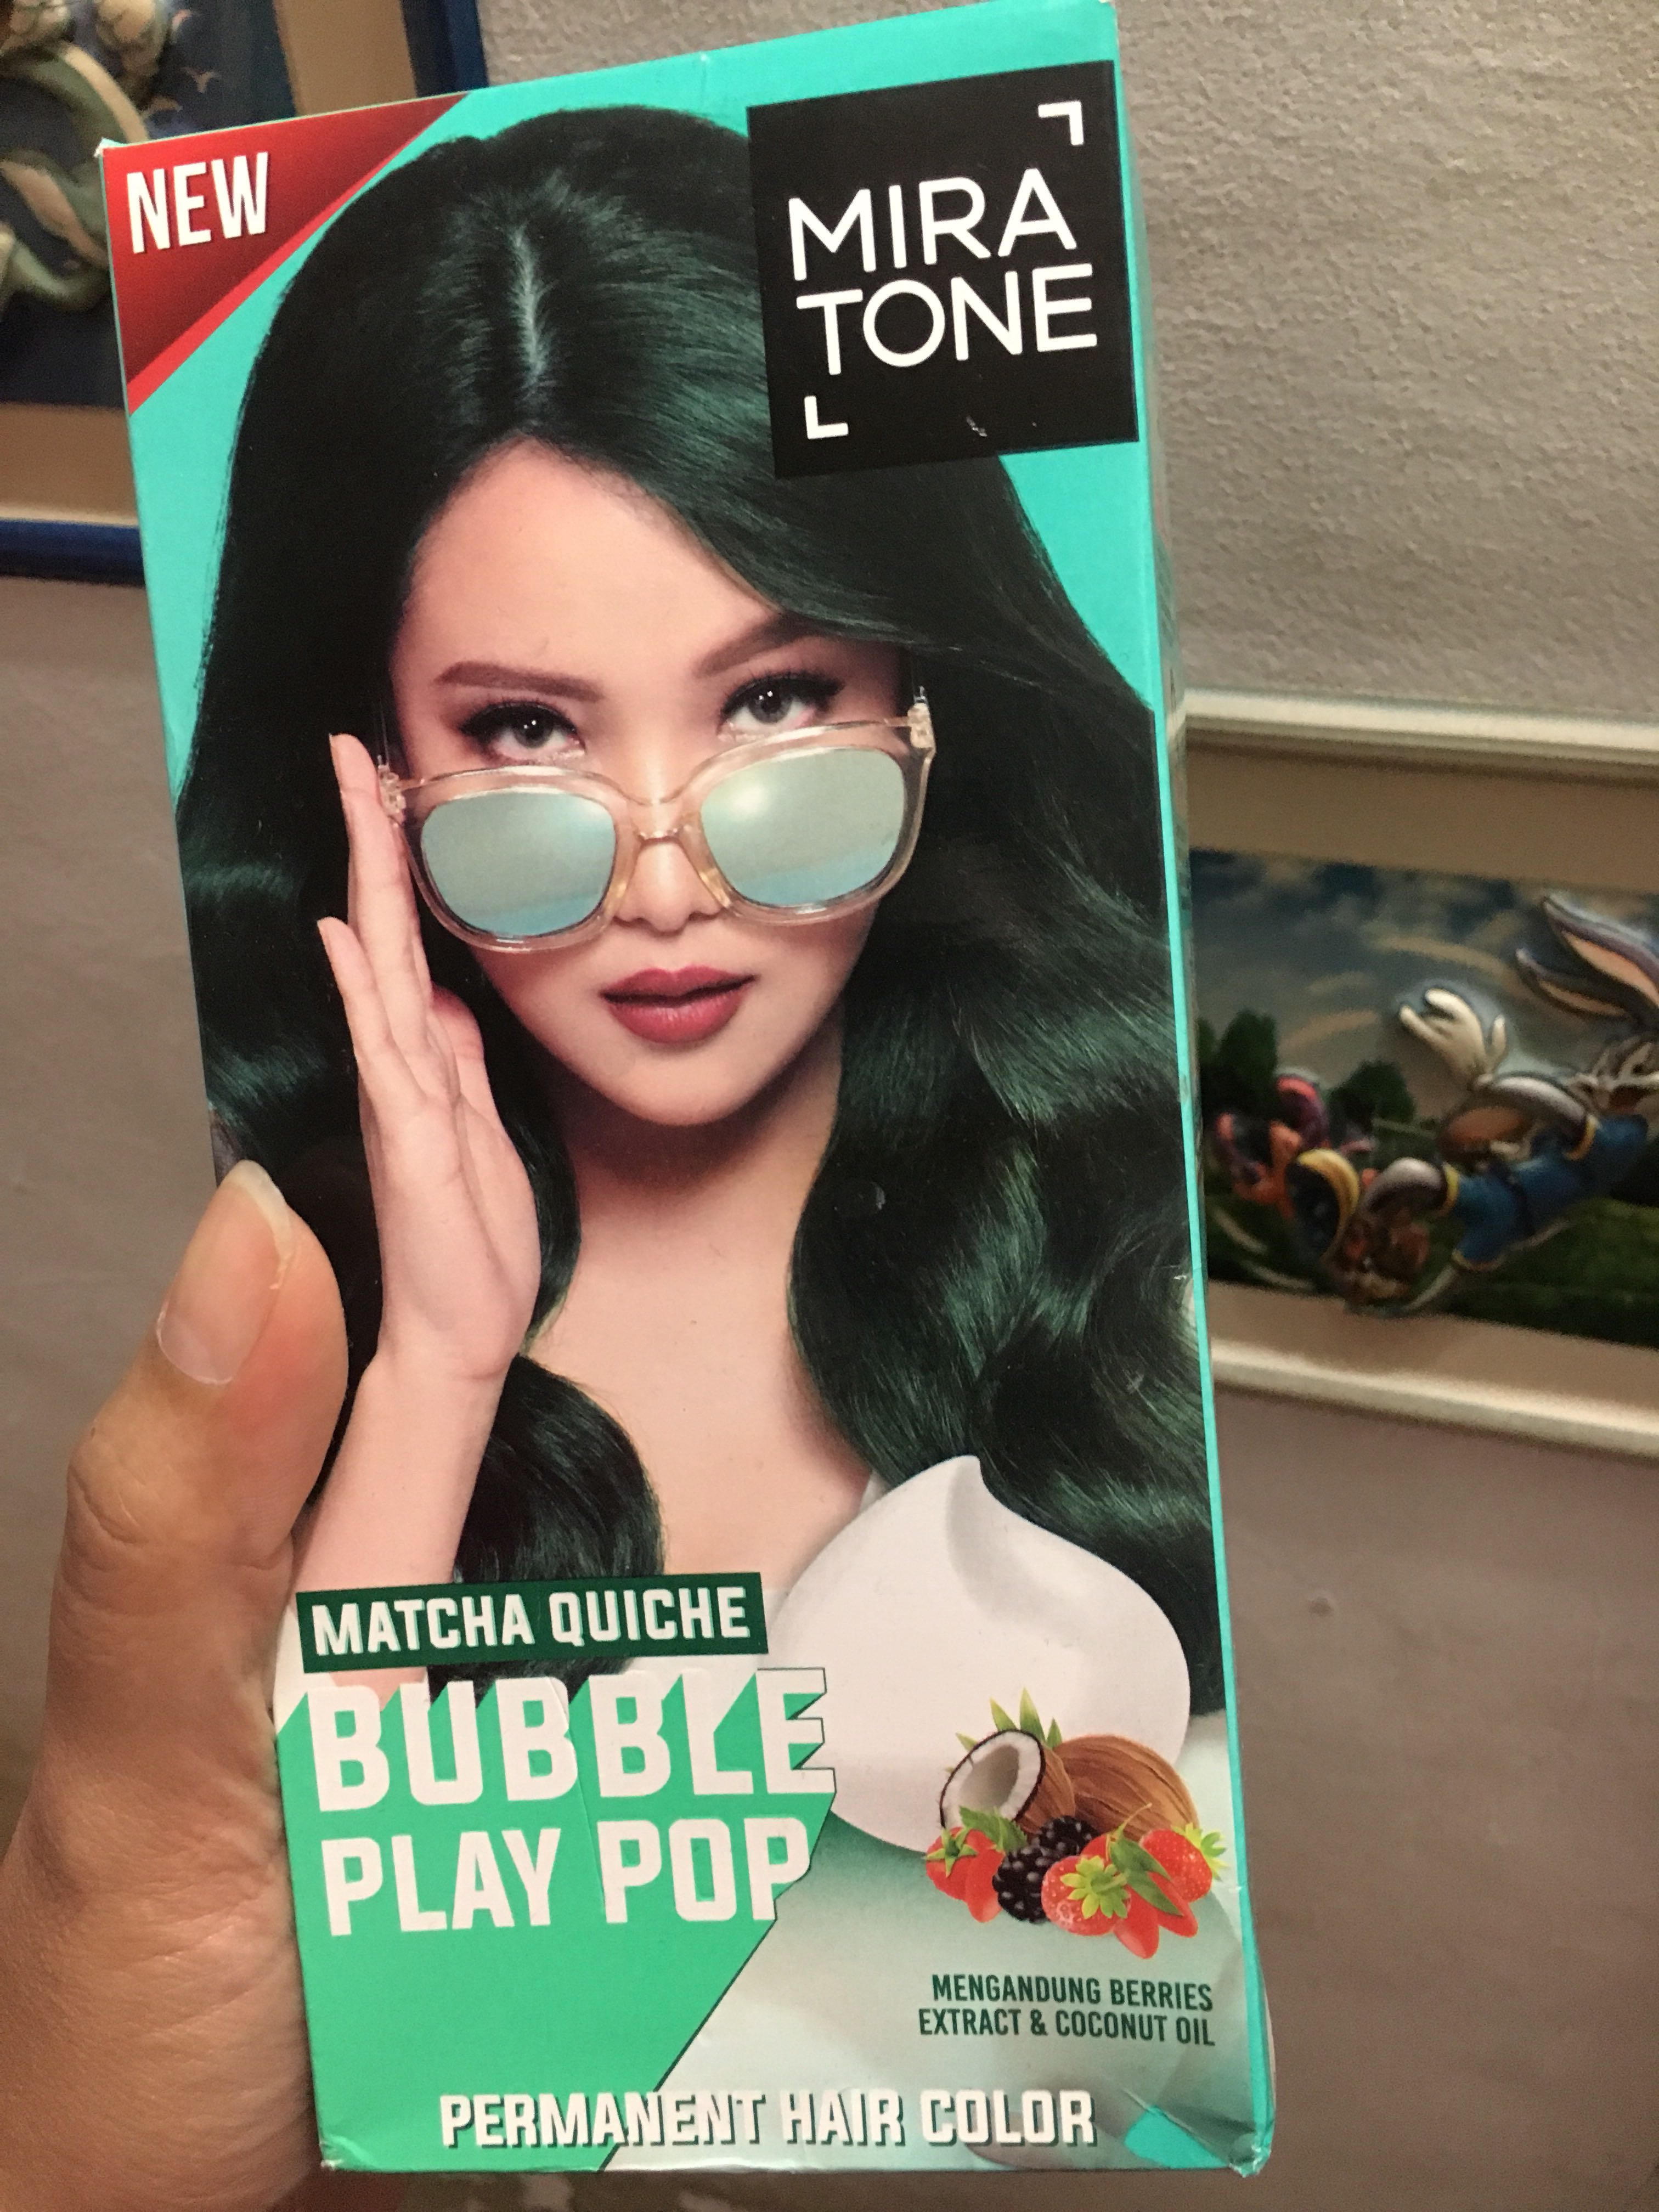 NEW
MIRA
TONE
MATCHA QUICHE
BUBBLE
PLAY POP
MENGANDUNG BERRIES
EXTRACT & COCONUT OIL
PERMANENT HAIR COLOR